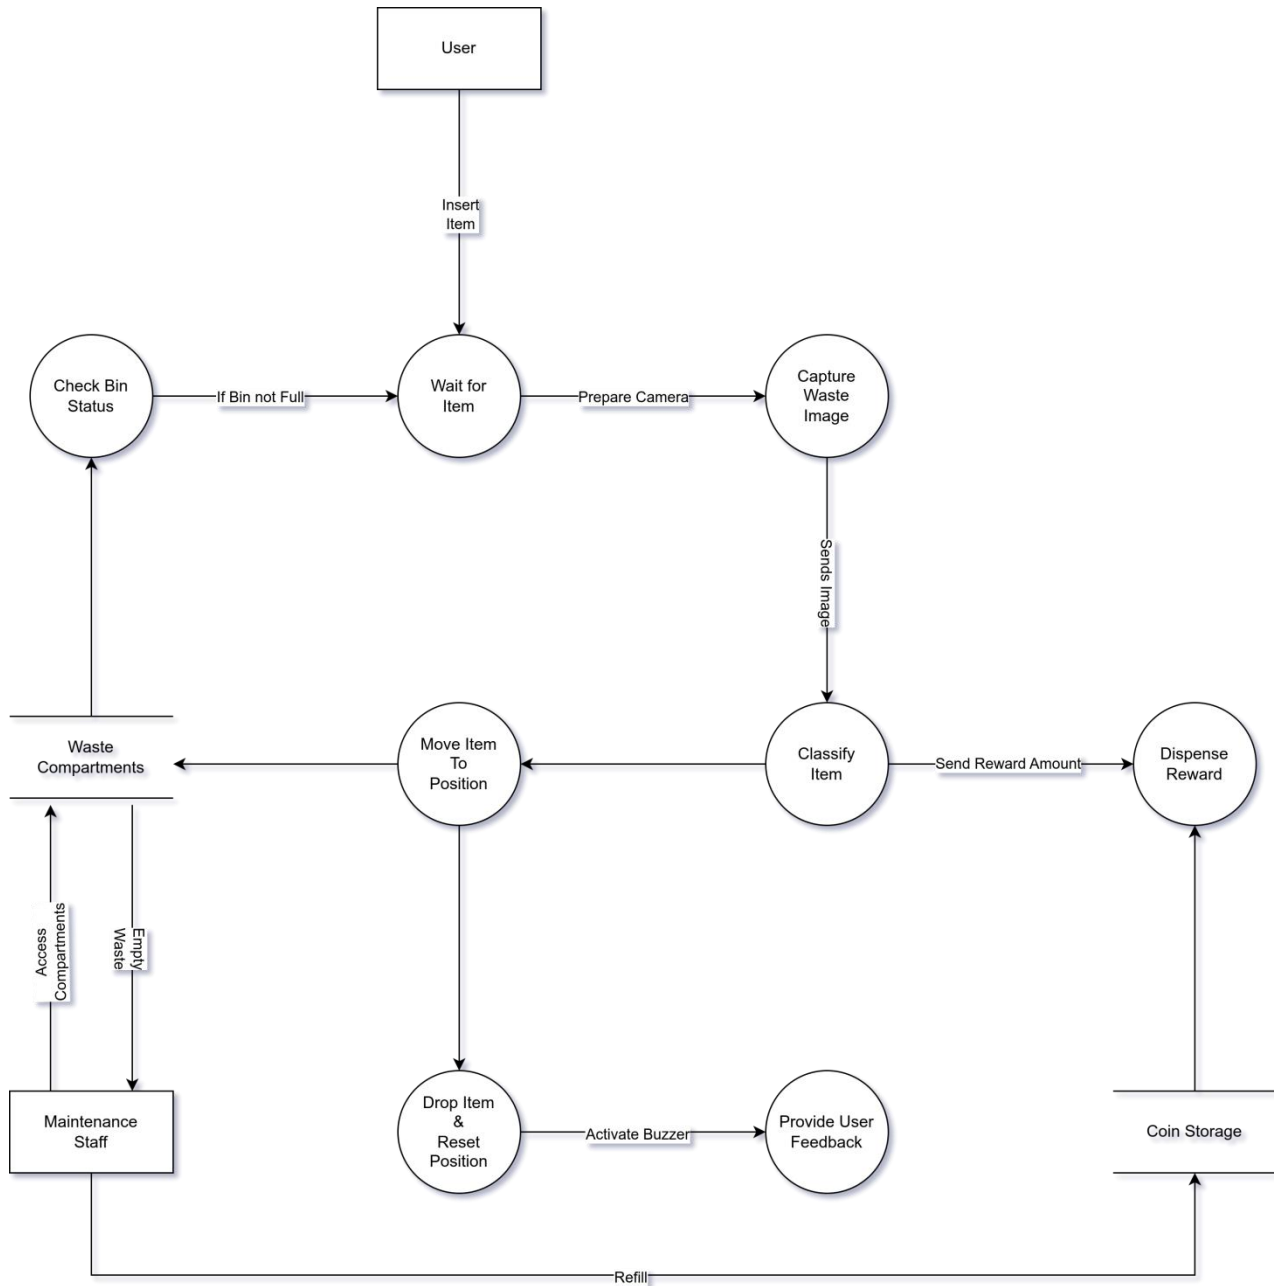 User
Insert
Item
Check Bin
Status
If Bin not Full
Wait for
Item
Prepare Camera
Capture
Waste
Image
Sends Image
Waste
Compartments
Move Item
To
Position
Classify
Item
Send Reward Amount
Dispense
Reward
Access
Compartments
Empty
Waste
Maintenance
Staff
Drop Item
&
Reset
Position
Activate Buzzer
Provide User
Feedback
Coin Storage
Refill